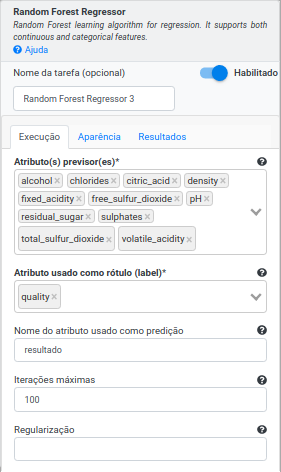 Random Forest Regressor
Random Forest learning algorithm for regression. It supports both
continuous and categorical features.
Ajuda
Nome da tarefa (opcional)
Habilitado
Random Forest Regressor 3
Execução Aparência Resultados
Atributo(s) previsor(es)*
alcohol × chlorides × citric_acid × density ×
fixed_acidity × free_sulfur_dioxide × pH ×
residual_sugar × sulphates ×
total_sulfur_dioxide × volatile_acidity ×
Atributo usado como rótulo (label)*
quality ×
Nome do atributo usado como predição
resultado
Iterações máximas
100
Regularização